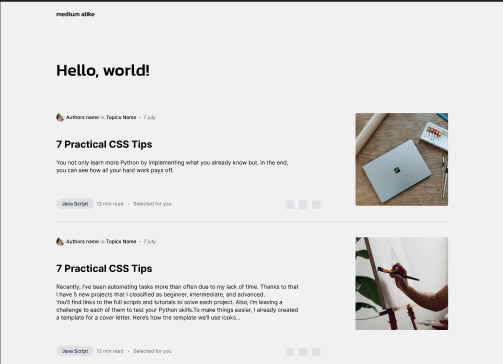 medium alike
Hello, world!
Authors name in Topics Name · 7 july
7 Practical CSS Tips
You not only learn more Python by implementing what you already know but, in the end,
you can see how all your hard work pays off.
Java Script 12 min read · Selected for you
Authors name in Topics Name · 7 july
7 Practical CSS Tips
Recently, I've been automating tasks more than often due to my lack of time. Thanks to that
I have 5 new projects that I classified as beginner, intermediate, and advanced.
You'll find links to the full scripts and tutorials to solve each project. Also, I'm leaving a
challenge to each of them to test your Python skills.To make things easier, I already created
a template for a cover letter. Here's how the template we'll use looks...
Java Script 12 min read · Selected for you